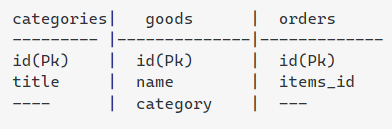 categories|   goods      |  orders
--------- |--------------|-------------
id(Pk)    |  id(Pk)      |  id(Pk)
title     |  name        |  items_id
----      |  category    |  ---